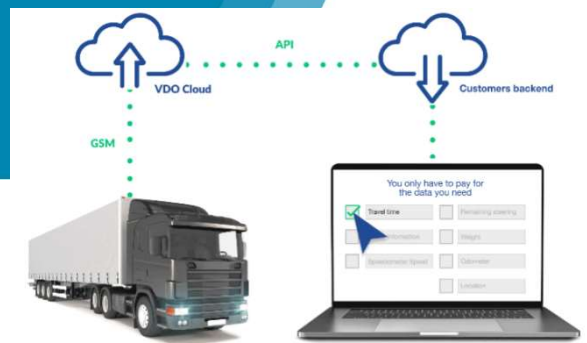 API
VDO Cloud
Customers backend
GSM
You only have to pay for
the data you need
Travel time
Remaining steering
Weight
Speedometer Speed
Odometer
Location